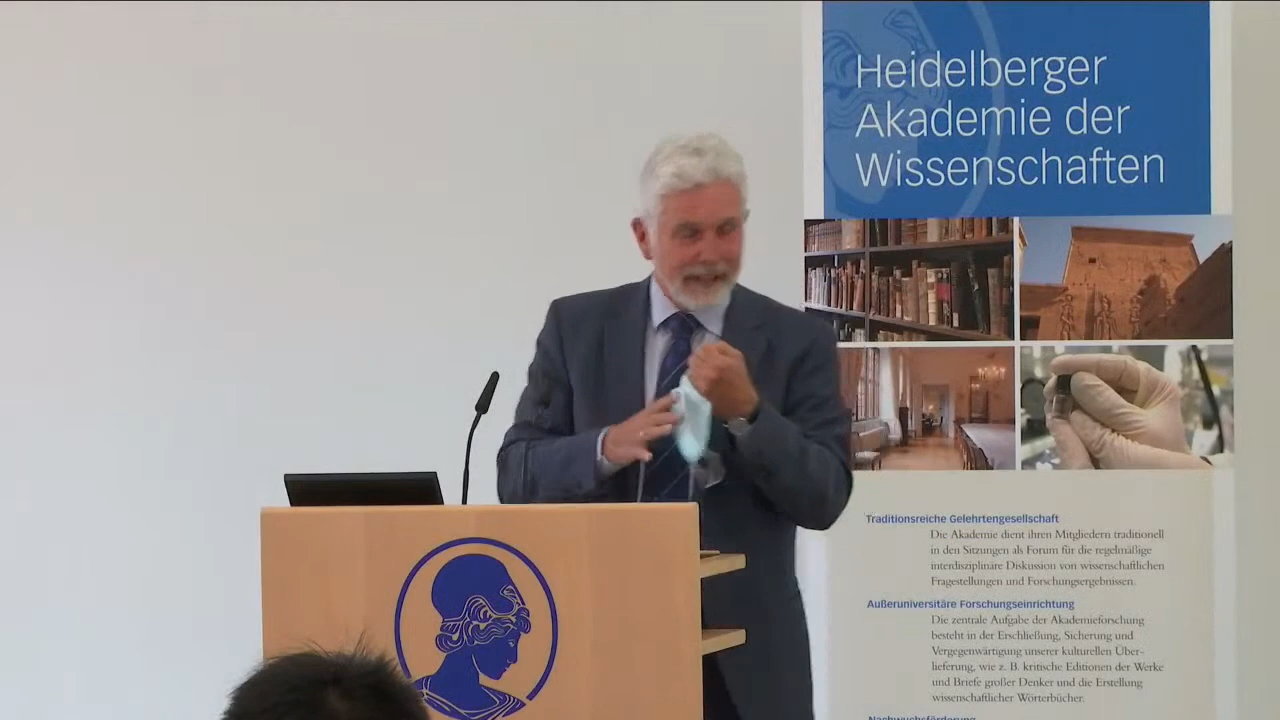 Heidelberger
Akademie der
Wissenschaften
Traditionsreiche Gelehrtengesellschaft
Die Akademie dient ihren Mitgliedern traditionell
in den Sitzungen als Forum für die regelmäßige
interdisziplinäre Diskussion von wissenschaftlichen
Fragestellungen und Forschungsergebnissen.
Außeruniversitäre Forschungseinrichtung
Die zentrale Aufgabe der Akademieforschung
besteht in der Erschließung, Sicherung und
Vergegenwärtigung unserer kulturellen Über-
lieferung, wie z. B. kritische Editionen der Werke
und Briefe großer Denker und die Erstellung
wissenschaftlicher Wörterbücher.
Nachwuchsförderung